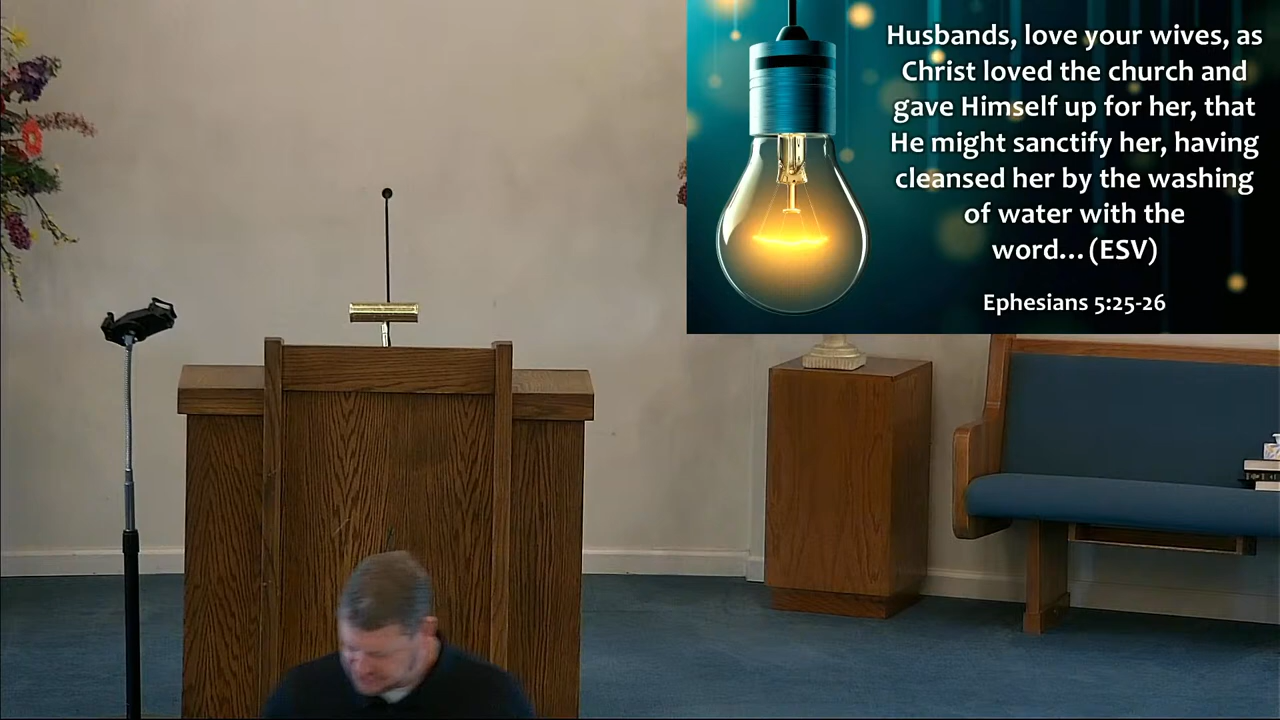 Husbands, love your wives, as
Christ loved the church and
gave Himself up for her, that
He might sanctify her, having
cleansed her by the washing
of water with the
word... (ESV)
Ephesians 5:25-26